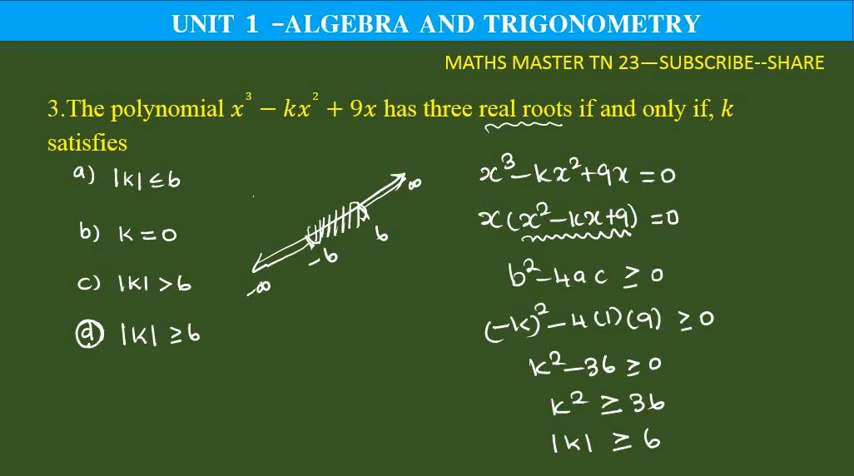 UNIT 1 –ALGEBRA AND TRIGONOMETRY
MATHS MASTER TN 23—SUBSCRIBE--SHARE
3.The polynomial x³ − kx² + 9x has three real roots if and only if, k
satisfies
a) |k| ≤ 6
b) k = 0
c) |k| > 6
d) |k| ≥ 6
∞
6
−6
−∞
x³ − kx² + 9x = 0
x(x² − kx + 9) = 0
b² − 4ac ≥ 0
(−k)² − 4(1)(9) ≥ 0
k² − 36 ≥ 0
k² ≥ 36
|k| ≥ 6